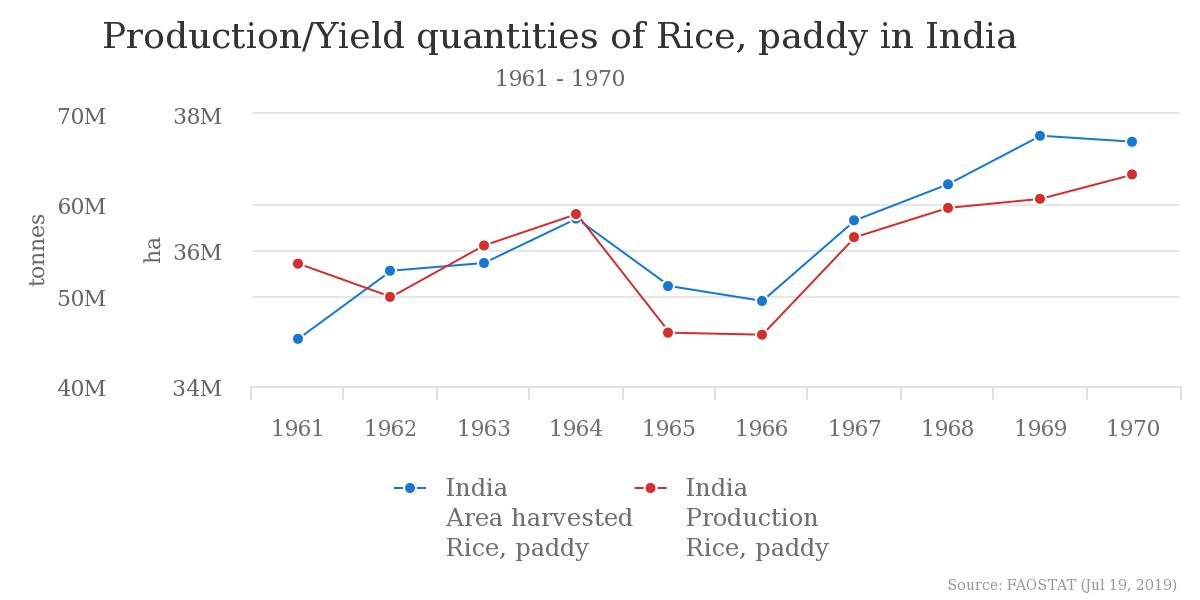 Production/Yield quantities of Rice, paddy in India
1961 - 1970
70M
60M
50M
40M
tonnes
38M
36M
34M
ha
1961 1962 1963 1964 1965 1966 1967 1968 1969 1970
India
Area harvested
Rice, paddy
India
Production
Rice, paddy
Source: FAOSTAT (Jul 19, 2019)